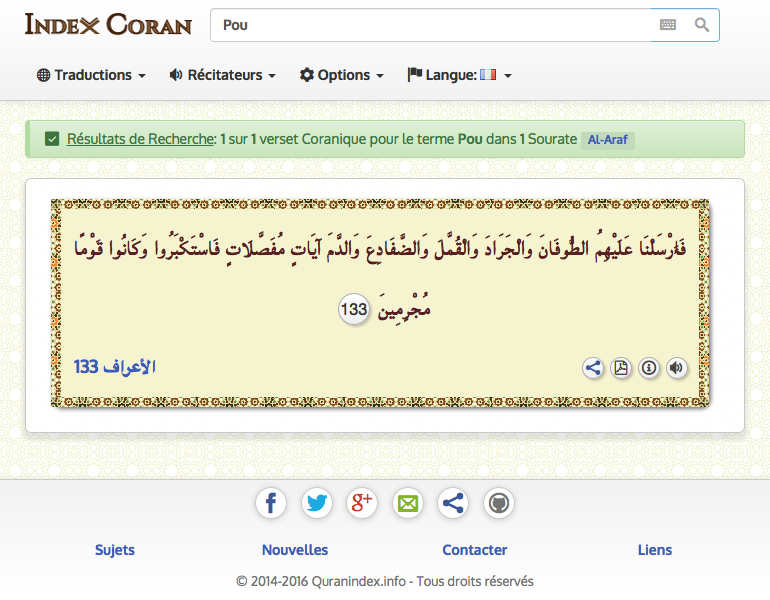 Index Coran
Pou
Traductions
Récitateurs
Options
Langue:
Résultats de Recherche: 1 sur 1 verset Coranique pour le terme Pou dans 1 Sourate Al-Araf
فَأَرْسَلْنَا عَلَيْهِمُ الطُّوفَانَ وَالْجَرَادَ وَالْقُمَّلَ وَالضَّفَادِعَ وَالدَّمَ آيَاتٍ مُفَصَّلَاتٍ فَاسْتَكْبَرُوا وَكَانُوا قَوْمًا
مُجْرِمِينَ 133
الأعراف 133
Sujets
Nouvelles
Contacter
Liens
© 2014-2016 Quranindex.info - Tous droits réservés